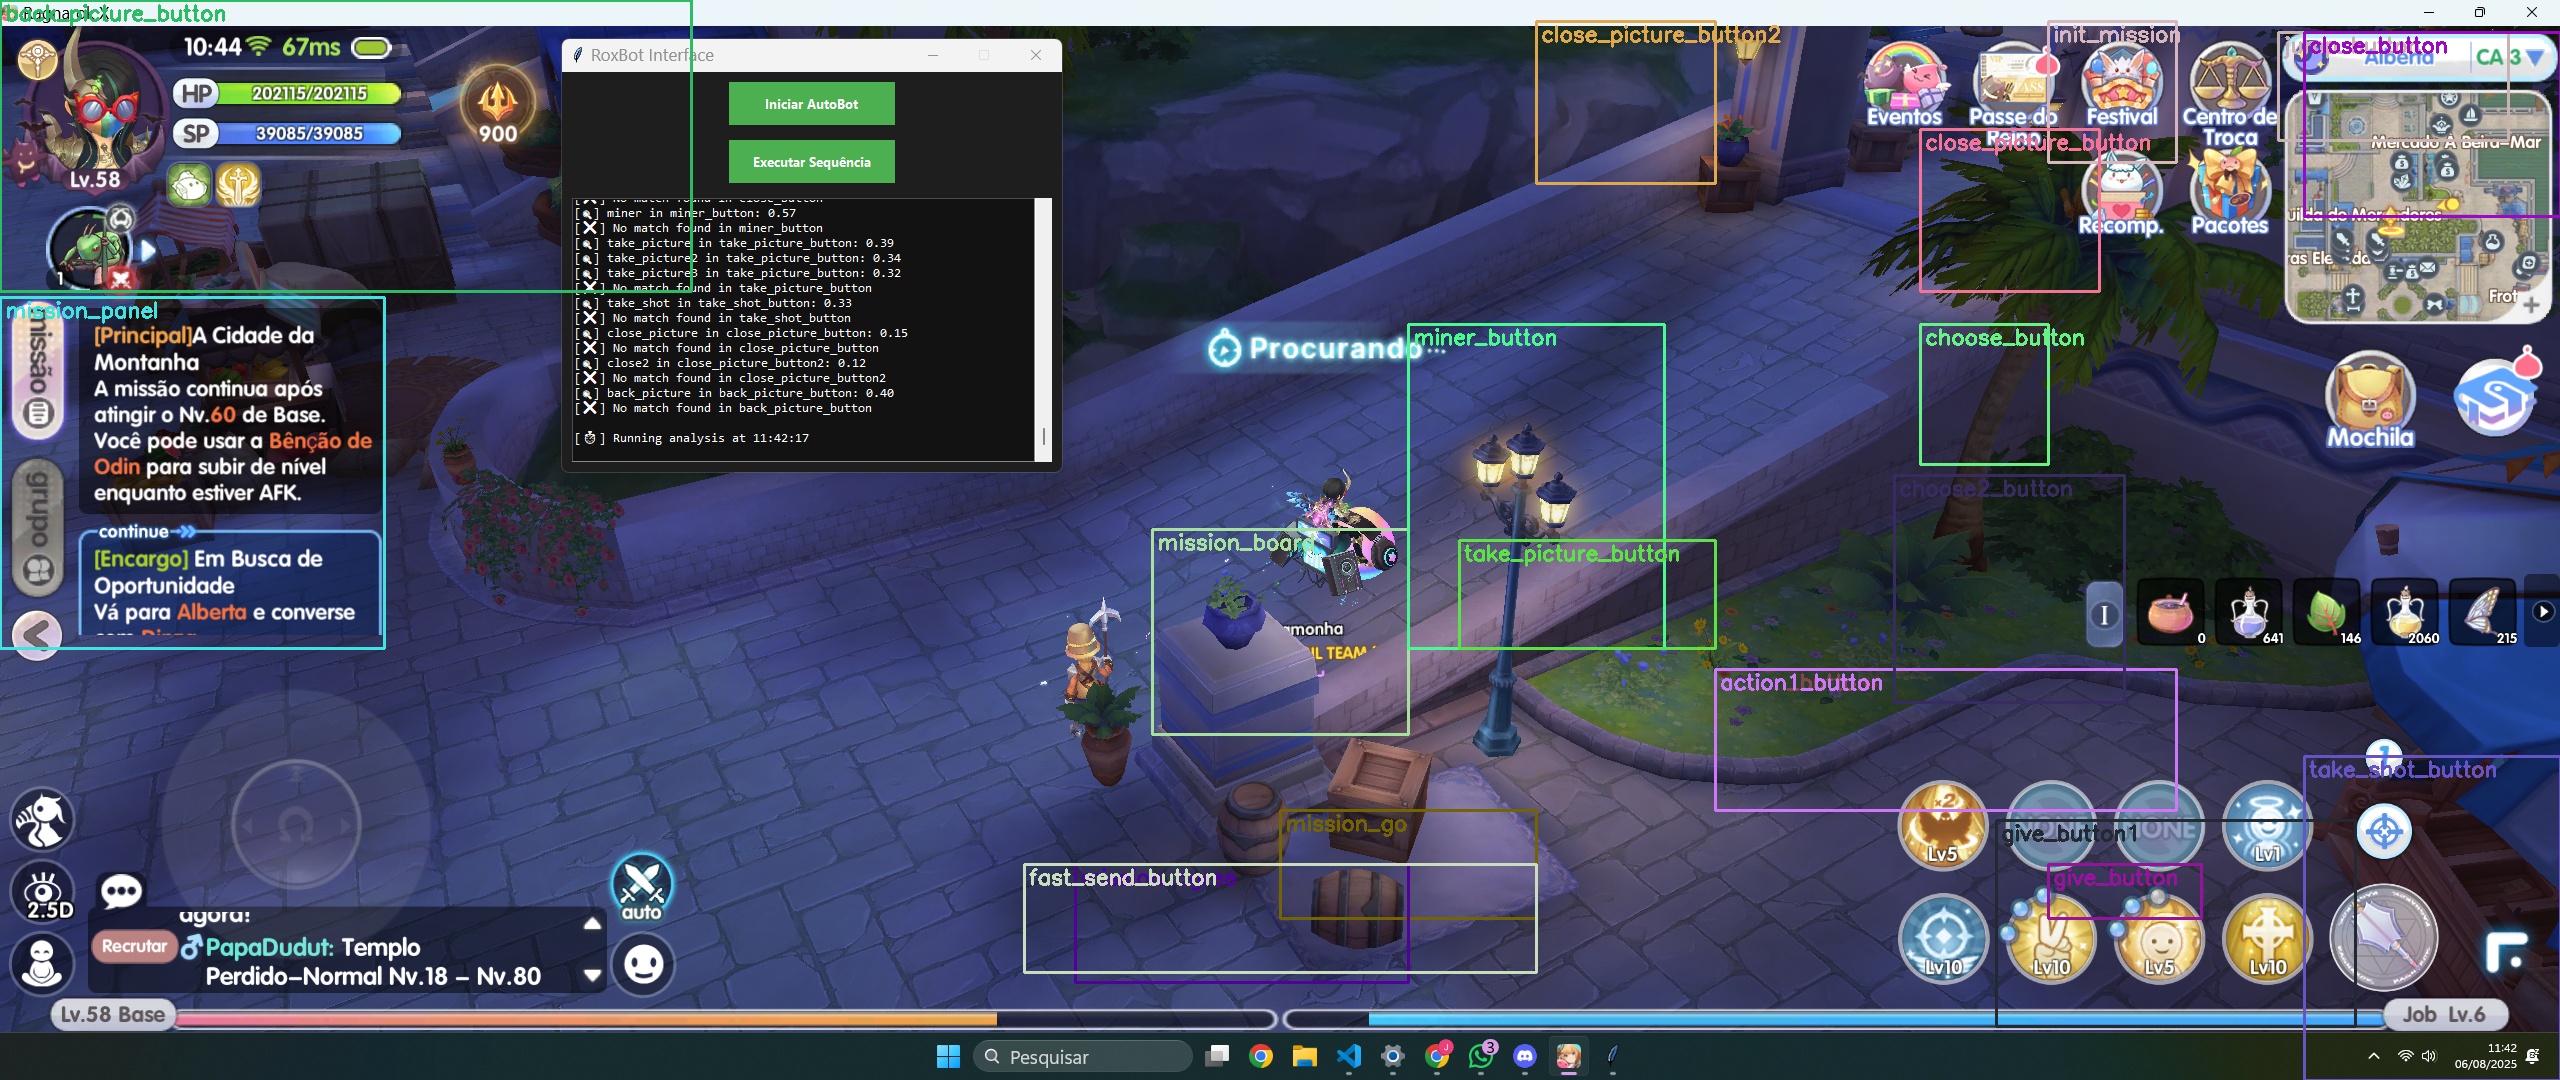 back_picture_button
10:44
67ms
HP
202115/202115
SP
39085/39085
900
Lv.58
1
RoxBot Interface
Iniciar AutoBot
Executar Sequência
No match found in close_button
miner in miner_button: 0.57
No match found in miner_button
take_picture in take_picture_button: 0.39
take_picture2 in take_picture_button: 0.34
take_picture3 in take_picture_button: 0.32
No match found in take_picture_button
take_shot in take_shot_button: 0.33
No match found in take_shot_button
close_picture in close_picture_button: 0.15
No match found in close_picture_button
close2 in close_picture_button2: 0.12
No match found in close_picture_button2
back_picture in back_picture_button: 0.40
No match found in back_picture_button
Running analysis at 11:42:17
close_picture_button2
init_mission
close_button
Alberta
CA 3
Eventos
Passe do Reino
Festival
Centro de Troca
close_picture_button
Recomp.
Pacotes
Mercado À Beira-Mar
Mochila
mission_panel
missão
[Principal]A Cidade da
Montanha
A missão continua após
atingir o Nv.60 de Base.
Você pode usar a Bênção de
Odin para subir de nível
enquanto estiver AFK.
grupo
continue
[Encargo] Em Busca de
Oportunidade
Vá para Alberta e converse
Procurando...
miner_button
choose_button
choose2_button
mission_board
take_picture_button
I
0
641
146
2060
215
action1_button
take_shot_button
mission_go
give_button1
fast_send_button
give_button
Lv5
Lv1
Lv10
Lv10
Lv5
Lv10
2.5D
auto
agora!
Recrutar
PapaDudut: Templo
Perdido-Normal Nv.18 - Nv.80
Lv.58 Base
Job Lv.6
Pesquisar
3
11:42
06/08/2025